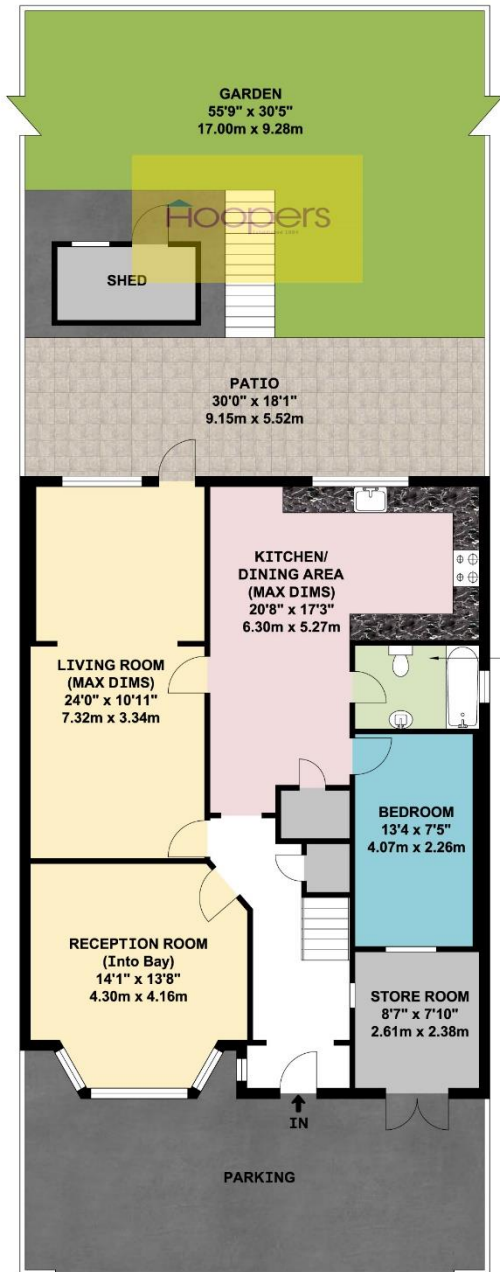 GARDEN
55'9" x 30'5"
17.00m x 9.28m
Hoopers
SHED
PATIO
30'0" x 18'1"
9.15m x 5.52m
KITCHEN/
DINING AREA
(MAX DIMS)
20'8" x 17'3"
6.30m x 5.27m
LIVING ROOM
(MAX DIMS)
24'0" x 10'11"
7.32m x 3.34m
BEDROOM
13'4 x 7'5"
4.07m x 2.26m
RECEPTION ROOM
(Into Bay)
14'1" x 13'8"
4.30m x 4.16m
STORE ROOM
8'7" x 7'10"
2.61m x 2.38m
IN
PARKING